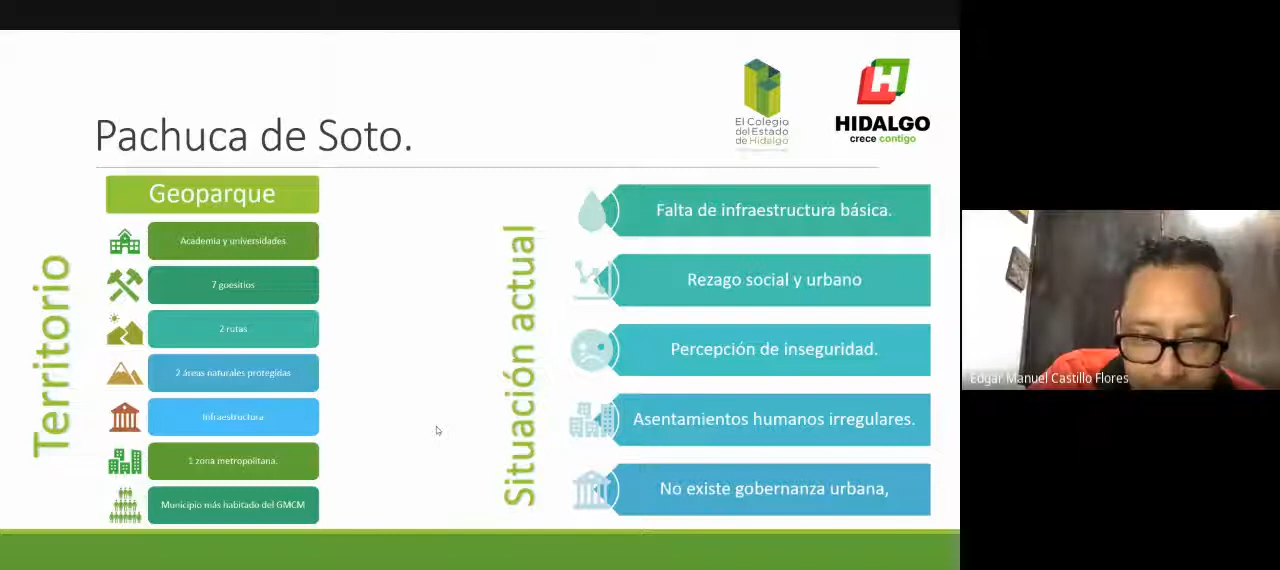 Pachuca de Soto.
El Colegio
del Estado
de Hidalgo
HIDALGO
crece contigo
Territorio
Geoparque
Academia y universidades
7 guesitios
2 rutas
2 áreas naturales protegidas
Infraestructura
1 zona metropolitana.
Municipio más habitado del GMCM
Situación actual
Falta de infraestructura básica.
Rezago social y urbano
Percepción de inseguridad.
Asentamientos humanos irregulares.
No existe gobernanza urbana,
Edgar Manuel Castillo Flores